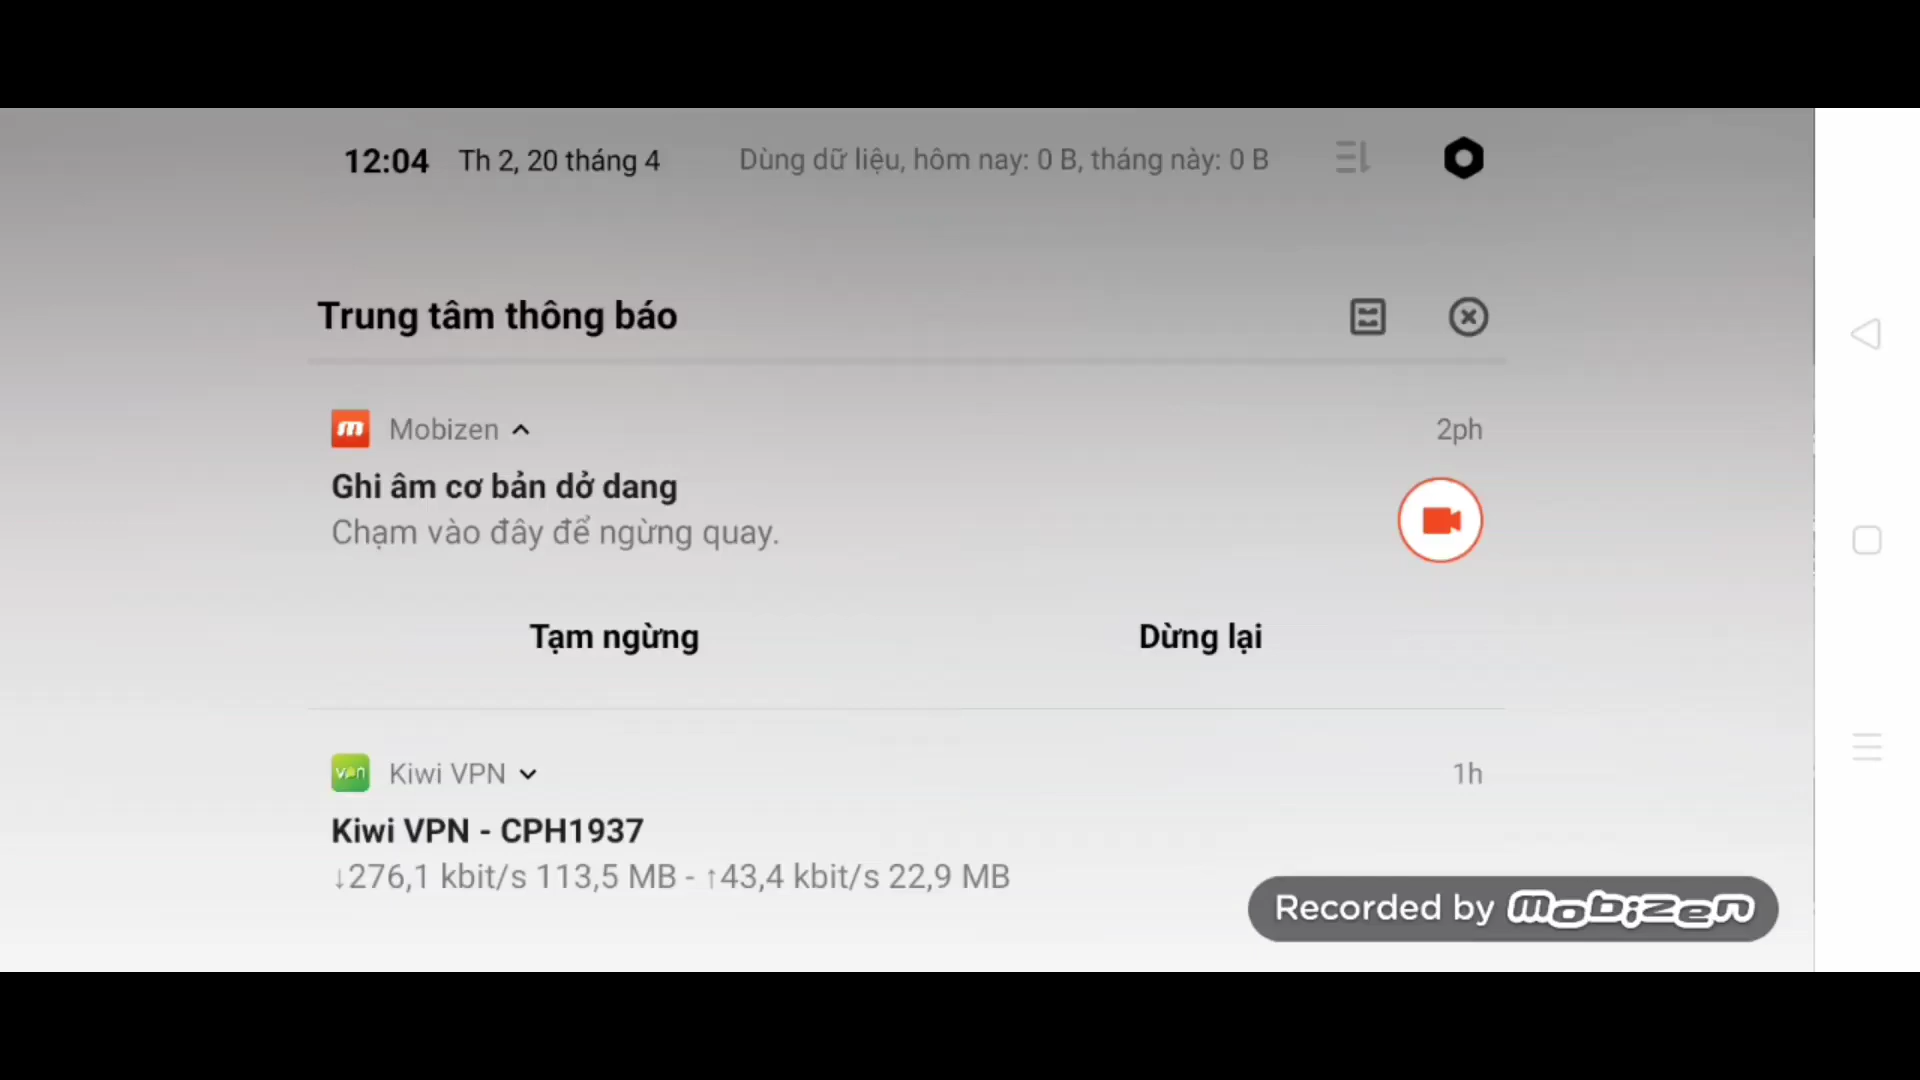 12:04 Th 2, 20 tháng 4 Dùng dữ liệu, hôm nay: 0 B, tháng này: 0 B
Trung tâm thông báo
m Mobizen 2ph
Ghi âm cơ bản dở dang
Chạm vào đây để ngừng quay.
Tạm ngừng Dừng lại
vpn Kiwi VPN 1h
Kiwi VPN - CPH1937
↓276,1 kbit/s 113,5 MB - ↑43,4 kbit/s 22,9 MB
Recorded by mobizen